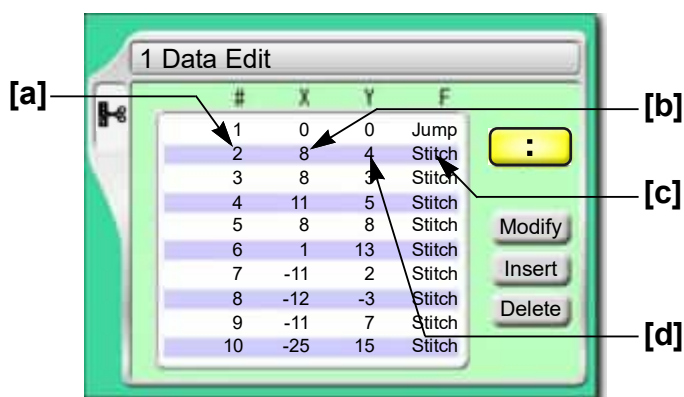 1 Data Edit
[a]
# X Y F
[b]
1 0 0 Jump
:
2 8 4 Stitch
3 8 3 Stitch
[c]
4 11 5 Stitch
5 8 8 Stitch
Modify
6 1 13 Stitch
7 -11 2 Stitch
Insert
8 -12 -3 Stitch
Delete
9 -11 7 Stitch
[d]
10 -25 15 Stitch